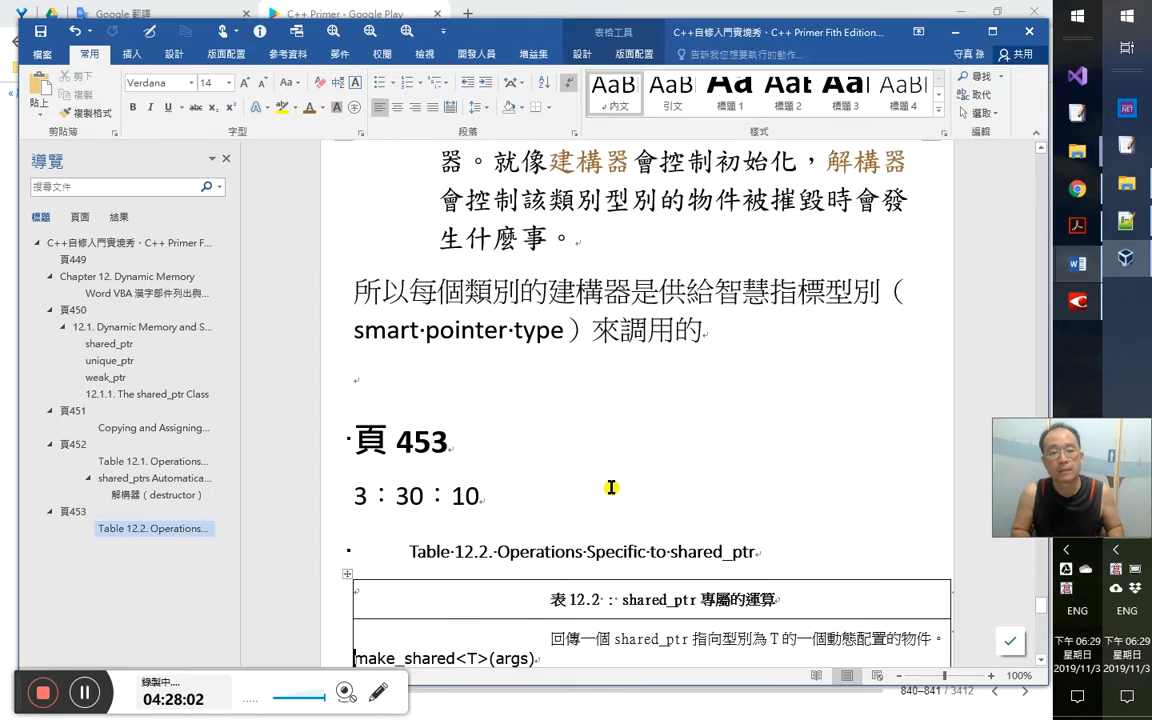 Google 翻譯
C++ Primer - Google Play
表格工具
C++自修入門實境秀、C++ Primer Fith Edition...
檔案
常用
插入
設計
版面配置
參考資料
郵件
校閱
檢視
開發人員
增益集
設計
版面配置
告訴我您想要執行的動作...
守真 孫
共用
貼上
剪下
複製
複製格式
剪貼簿
Verdana
14
字型
段落
AaB
內文
AaB
引文
Aa
標題 1
Aat
標題 2
AaI
標題 3
AaB
標題 4
樣式
尋找
取代
選取
編輯
導覽
搜尋文件
標題
頁面
結果
C++自修入門實境秀、C++ Primer F...
頁449
Chapter 12. Dynamic Memory
Word VBA 漢字部件列出與...
頁450
12.1. Dynamic Memory and S...
shared_ptr
unique_ptr
weak_ptr
12.1.1. The shared_ptr Class
頁451
Copying and Assigning...
頁452
Table 12.1. Operations...
shared_ptrs Automatica...
解構器（destructor）
頁453
Table 12.2. Operations...
器。就像建構器會控制初始化，解構器
會控制該類別型別的物件被摧毀時會發
生什麼事。
所以每個類別的建構器是供給智慧指標型別（
smart pointer type）來調用的
頁 453
3：30：10
Table 12.2. Operations Specific to shared_ptr
表 12.2：shared_ptr 專屬的運算
回傳一個 shared_ptr 指向型別為 T 的一個動態配置的物件。
make_shared<T>(args)
錄製中....
04:28:02
100%
840–841 / 3412
ENG
下午 06:29
星期日
2019/11/3
ENG
下午 06:29
星期日
2019/11/3